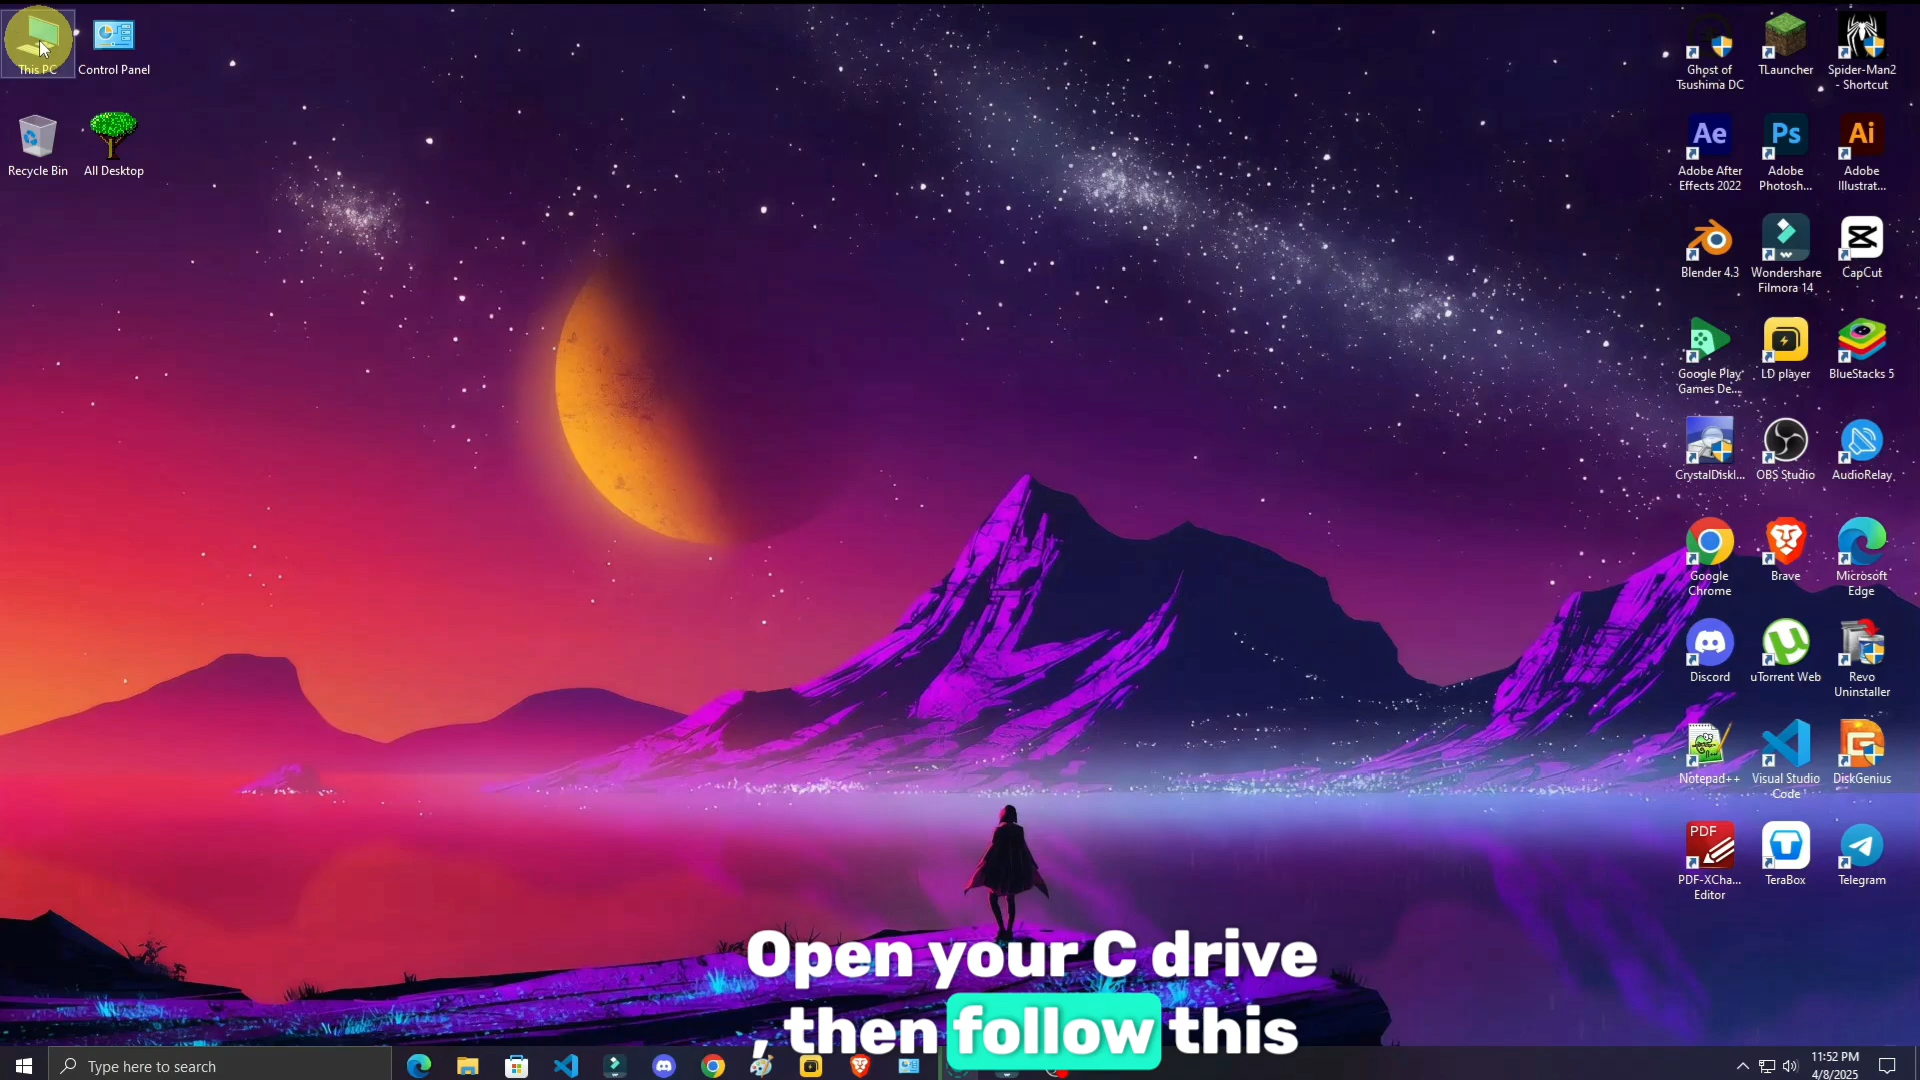 This PC
Control Panel
Recycle Bin
All Desktop
Ghost of
Tsushima DC
TLauncher
Spider-Man2
- Shortcut
Ae
Ps
Ai
Adobe After
Effects 2022
Adobe
Photosh...
Adobe
Illustrat...
Blender 4.3
Wondershare
Filmora 14
CapCut
Google Play
Games De...
LD player
BlueStacks 5
CrystalDiskI...
OBS Studio
AudioRelay
Google
Chrome
Brave
Microsoft
Edge
Discord
uTorrent Web
Revo
Uninstaller
Notepad++
Visual Studio
Code
DiskGenius
PDF
PDF-XCha...
Editor
TeraBox
Telegram
Open your C drive
, then follow this
Type here to search
11:52 PM
4/8/2025